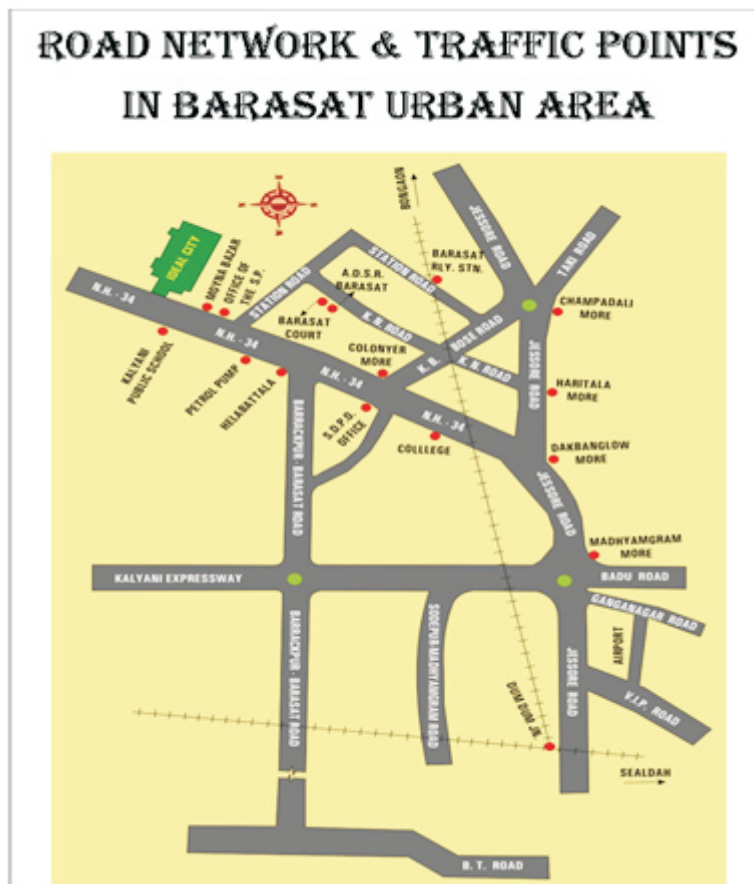 ROAD NETWORK & TRAFFIC POINTS
IN BARASAT URBAN AREA
BONGAON
JESSORE ROAD
TAKI ROAD
IDEAL CITY
MOYNA BAZAR
OFFICE OF
THE S.P.
STATION ROAD
STATION ROAD
BARASAT
RLY. STN.
A.D.S.R.
BARASAT
BARASAT
COURT
K. N. ROAD
K. N. ROAD
K. B. BOSE ROAD
CHAMPADALI
MORE
N.H. - 34
N.H. - 34
N.H. - 34
N.H. - 34
KALYANI
PUBLIC SCHOOL
PETROL PUMP
HELABATTALA
COLONYER
MORE
JESSORE ROAD
HARITALA
MORE
S.D.P.O.
OFFICE
COLLLEGE
DAKBANGLOW
MORE
BARRACKPUR - BARASAT ROAD
JESSORE ROAD
MADHYAMGRAM
MORE
KALYANI EXPRESSWAY
BADU ROAD
GANGANAGAR ROAD
SODEPUR MADHYAMGRAM ROAD
BARRACKPUR - BARASAT ROAD
JESSORE ROAD
AIRPORT
V.I.P. ROAD
DUM DUM JN.
SEALDAH
B. T. ROAD